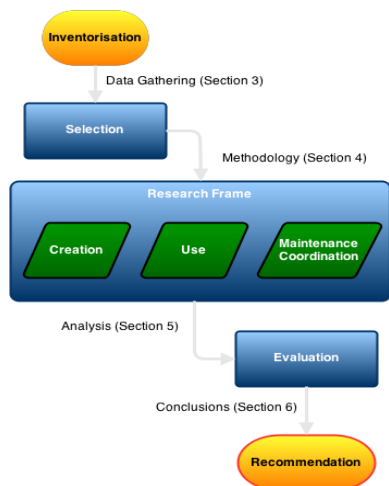 Inventorisation
Data Gathering (Section 3)
Selection
Methodology (Section 4)
Research Frame
Creation
Use
Maintenance
Coordination
Analysis (Section 5)
Evaluation
Conclusions (Section 6)
Recommendation